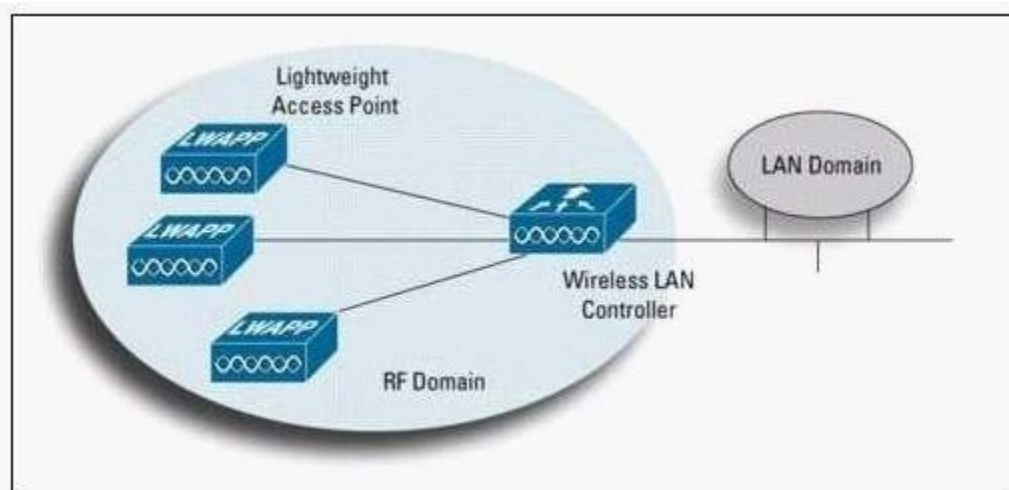 Lightweight
Access Point
LWAPP
LWAPP
LWAPP
Wireless LAN
Controller
RF Domain
LAN Domain